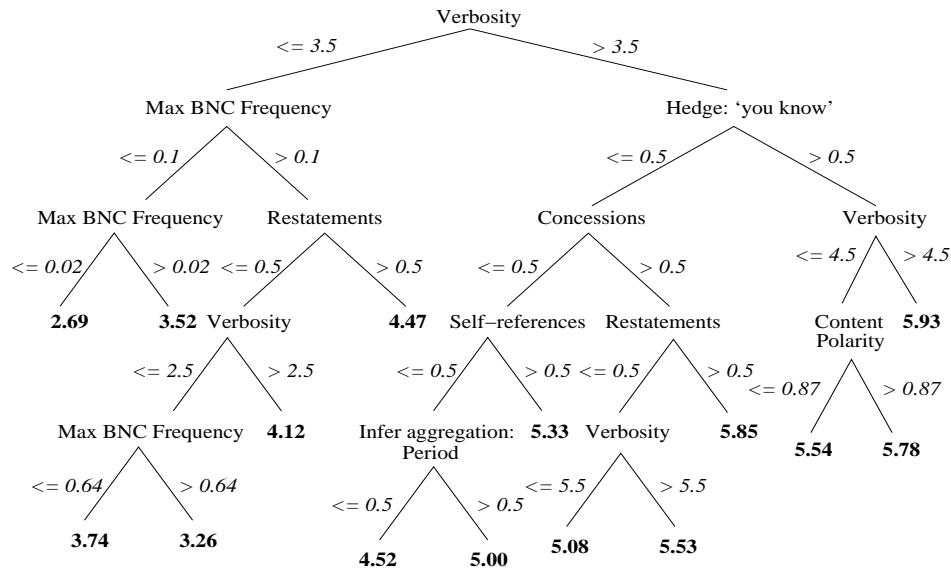 Verbosity
<= 3.5 > 3.5
Max BNC Frequency Hedge: ‘you know’
<= 0.1 > 0.1 <= 0.5 > 0.5
Max BNC Frequency Restatements Concessions Verbosity
<= 0.02 > 0.02 <= 0.5 > 0.5 <= 0.5 > 0.5 <= 4.5 > 4.5
2.69 3.52 Verbosity 4.47 Self−references Restatements Content 5.93
Polarity
<= 2.5 > 2.5 <= 0.5 > 0.5 <= 0.5 > 0.5 <= 0.87 > 0.87
Max BNC Frequency 4.12 Infer aggregation: 5.33 Verbosity 5.85 5.54 5.78
Period
<= 0.64 > 0.64 <= 0.5 > 0.5 <= 5.5 > 5.5
3.74 3.26 4.52 5.00 5.08 5.53